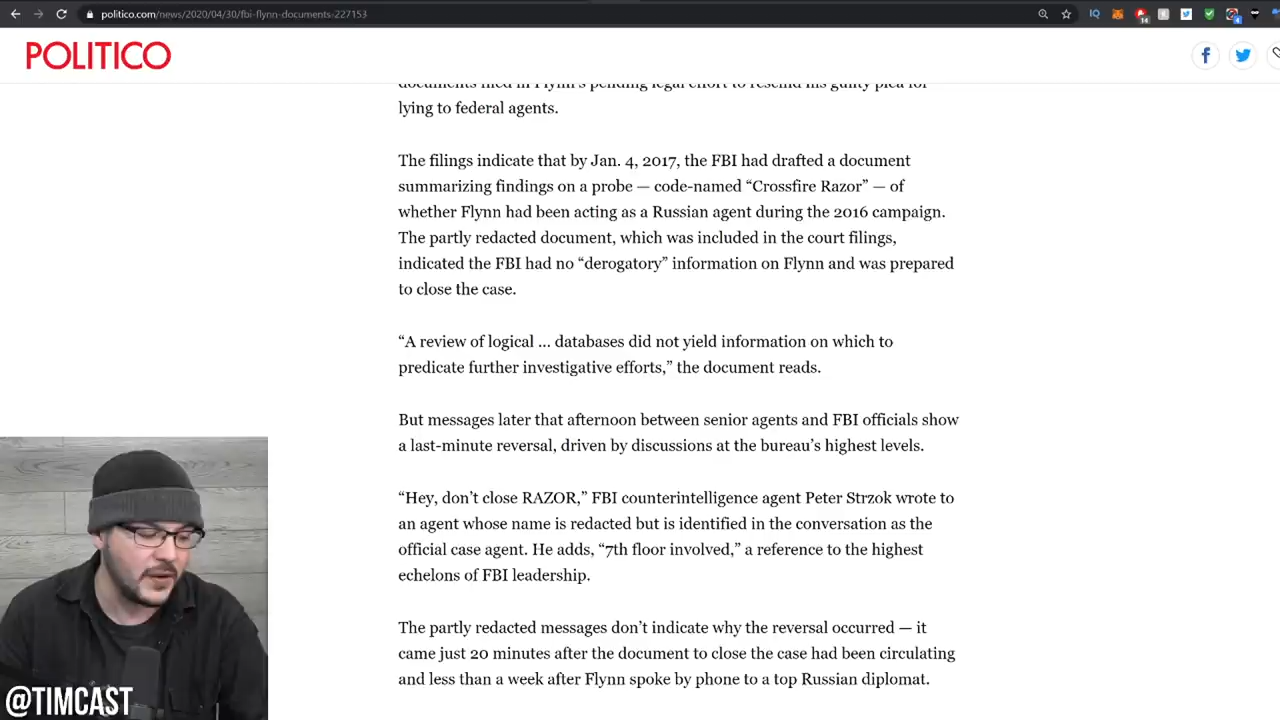 politico.com/news/2020/04/30/fbi-flynn-documents-227153
POLITICO
documents filed in Flynn's pending legal effort to rescind his guilty plea for
lying to federal agents.
The filings indicate that by Jan. 4, 2017, the FBI had drafted a document
summarizing findings on a probe — code-named “Crossfire Razor” — of
whether Flynn had been acting as a Russian agent during the 2016 campaign.
The partly redacted document, which was included in the court filings,
indicated the FBI had no “derogatory” information on Flynn and was prepared
to close the case.
“A review of logical ... databases did not yield information on which to
predicate further investigative efforts,” the document reads.
But messages later that afternoon between senior agents and FBI officials show
a last-minute reversal, driven by discussions at the bureau’s highest levels.
“Hey, don’t close RAZOR,” FBI counterintelligence agent Peter Strzok wrote to
an agent whose name is redacted but is identified in the conversation as the
official case agent. He adds, “7th floor involved,” a reference to the highest
echelons of FBI leadership.
The partly redacted messages don’t indicate why the reversal occurred — it
came just 20 minutes after the document to close the case had been circulating
and less than a week after Flynn spoke by phone to a top Russian diplomat.
@TIMCAST